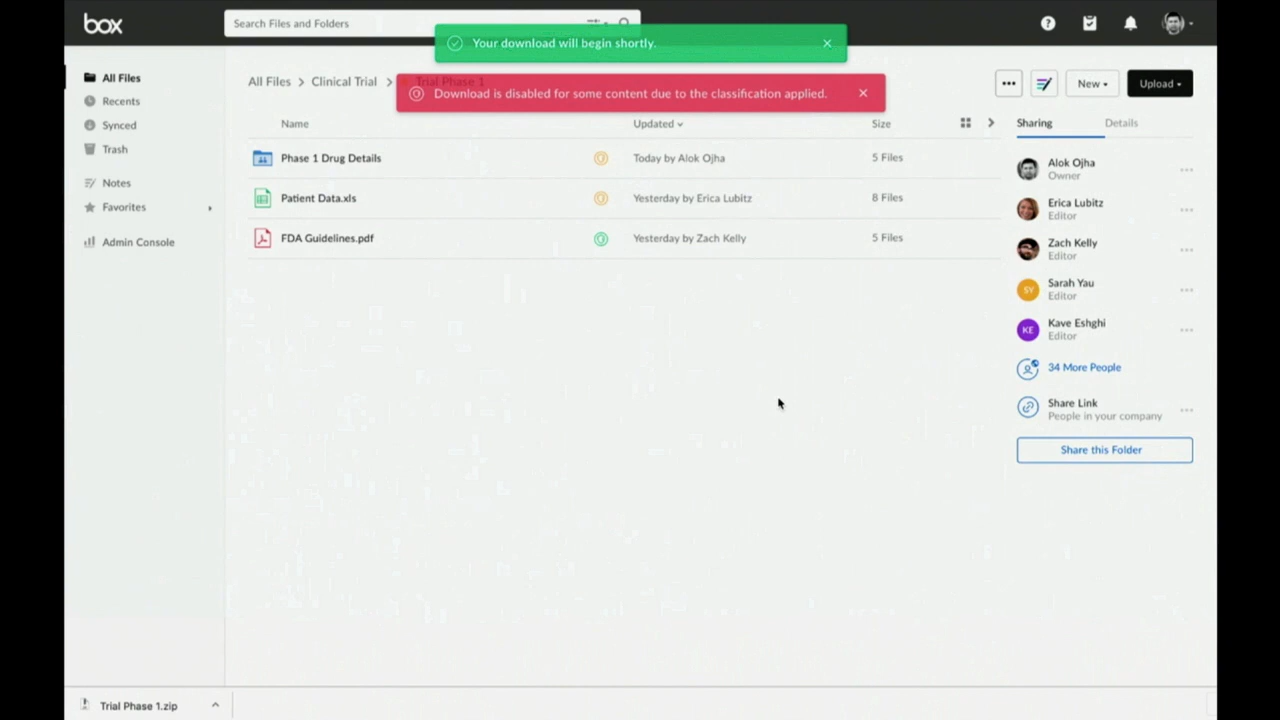 box
Search Files and Folders
Your download will begin shortly.
All Files > Clinical Trial > Trial Phase 1
Download is disabled for some content due to the classification applied.
New
Upload
All Files
Recents
Synced
Trash
Notes
Favorites
Admin Console
Name Updated Size
Phase 1 Drug Details Today by Alok Ojha 5 Files
Patient Data.xls Yesterday by Erica Lubitz 8 Files
FDA Guidelines.pdf Yesterday by Zach Kelly 5 Files
Sharing Details
Alok Ojha
Owner
Erica Lubitz
Editor
Zach Kelly
Editor
SY
Sarah Yau
Editor
KE
Kave Eshghi
Editor
34 More People
Share Link
People in your company
Share this Folder
Trial Phase 1.zip